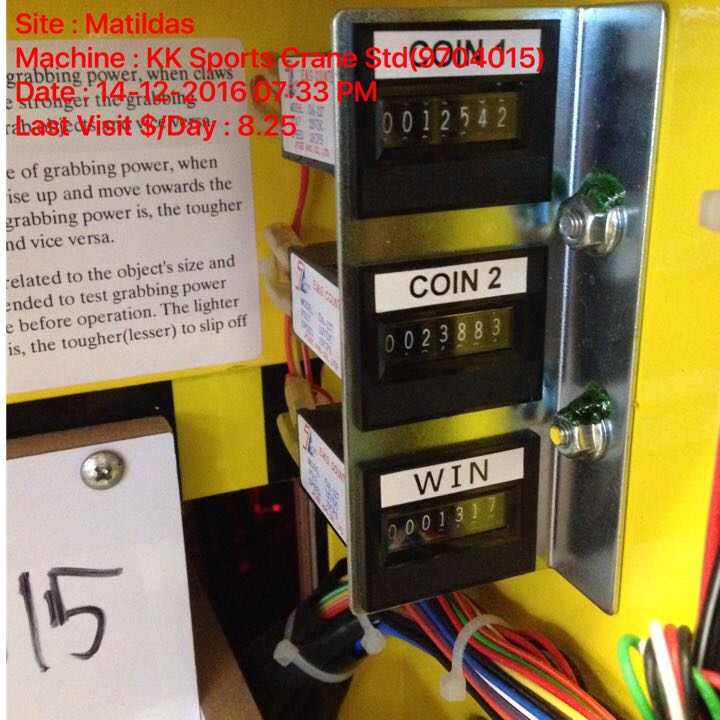 Site : Matildas
Machine : KK Sports Crane Std(9704015)
Date : 14-12-2016 07:33 PM
Last Visit $/Day : 8.25
grabbing power, when claws
stronger the grabbing
e of grabbing power, when
ise up and move towards the
grabbing power is, the tougher
nd vice versa.
related to the object's size and
ended to test grabbing power
e before operation. The lighter
is, the tougher(lesser) to slip off
COIN 1
0012542
COIN 2
0023883
WIN
0001317
15